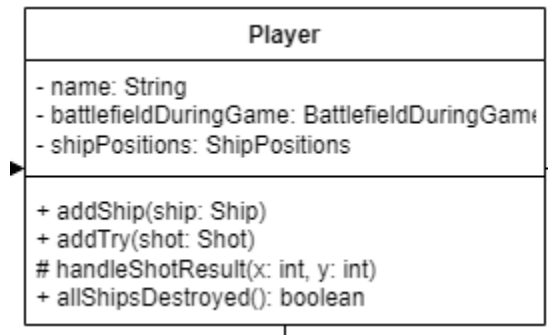 Player
- name: String
- battlefieldDuringGame: BattlefieldDuringGame
- shipPositions: ShipPositions
+ addShip(ship: Ship)
+ addTry(shot: Shot)
# handleShotResult(x: int, y: int)
+ allShipsDestroyed(): boolean